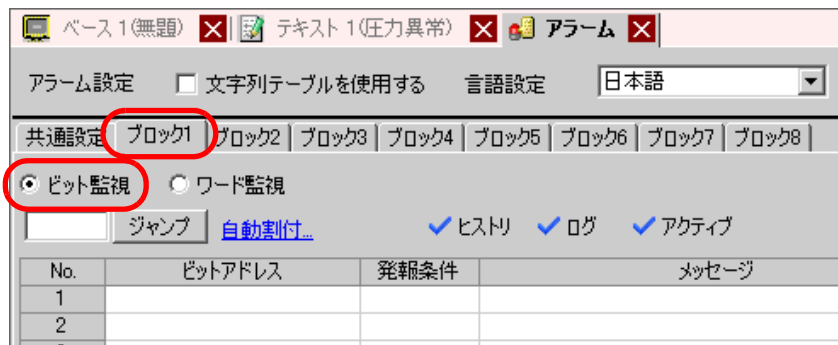 ベース 1(無題) テキスト 1(圧力異常) アラーム
アラーム設定 文字列テーブルを使用する 言語設定 日本語
共通設定 ブロック1 ブロック2 ブロック3 ブロック4 ブロック5 ブロック6 ブロック7 ブロック8
ビット監視 ワード監視
ジャンプ 自動割付... ヒストリ ログ アクティブ
No. ビットアドレス 発報条件 メッセージ
1
2